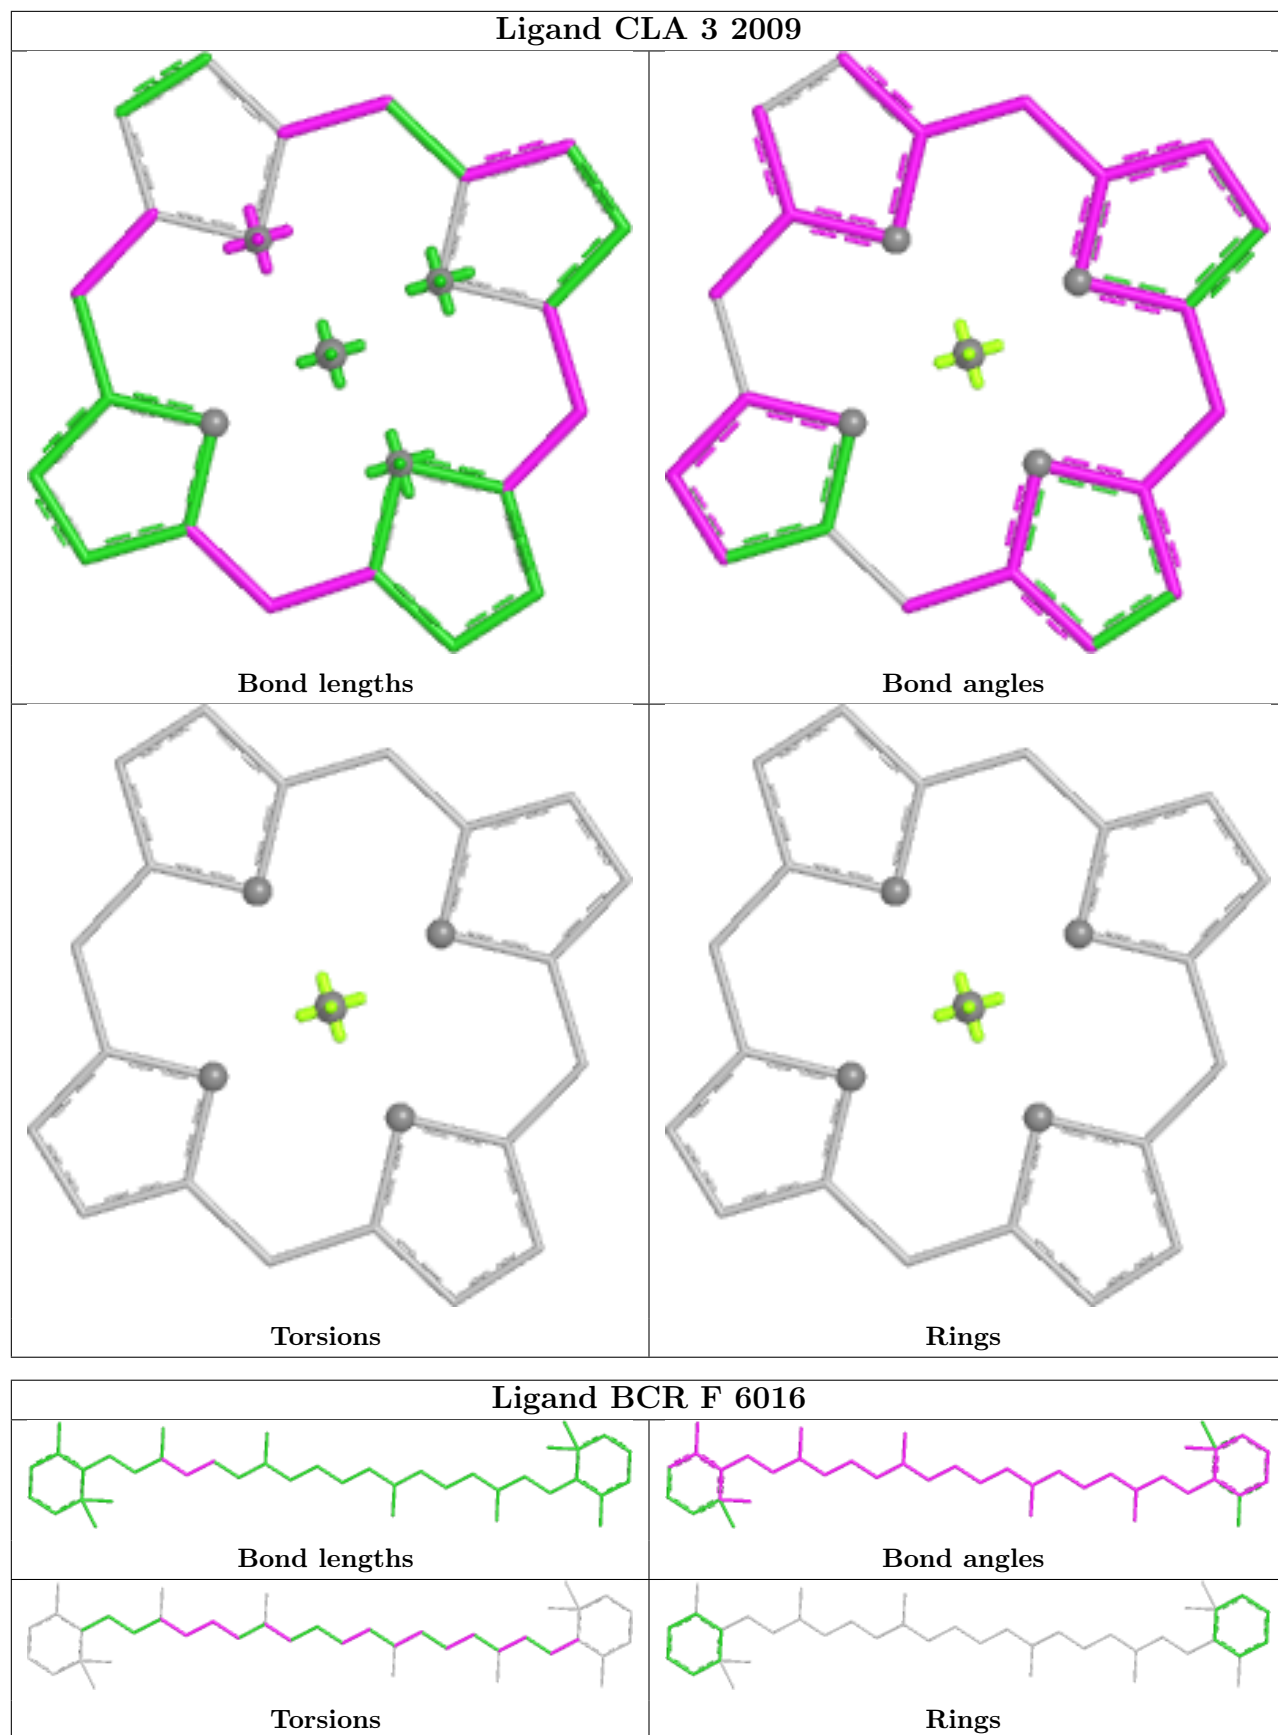 Ligand CLA 3 2009
Bond lengths
Bond angles
Torsions
Rings
Ligand BCR F 6016
Bond lengths
Bond angles
Torsions
Rings